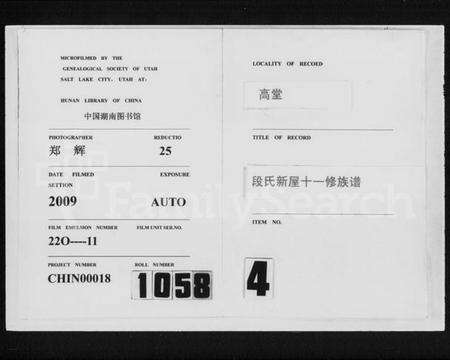 MICROFILMED BY THE
GENEALOGICAL SOCIETY OF UTAH
SALT LAKE CITY, UTAH AT:
HUNAN LIBRARY OF CHINA
中国湖南图书馆
PHOTOGRAPHER REDUCTIO
郑 辉 25
DATE FILMED EXPOSURE
SETTION
2009 AUTO
FILM EMULSION NUMBER FILM UNIT SER.NO.
22O----11
PROJECT NUMBER ROLL NUMBER
CHIN00018 1058
LOCALITY OF RECOED
高堂
TITLE OF RECORD
段氏新屋十一修族谱
ITEM NO.
4
FamilySearch